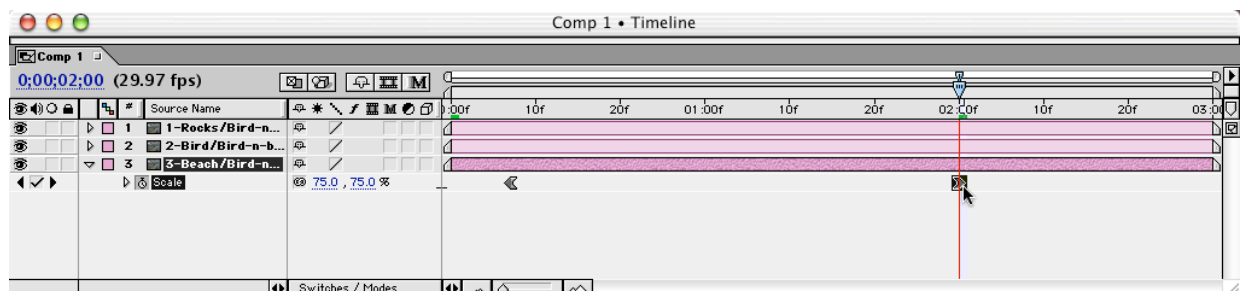 Comp 1 • Timeline
Comp 1
0;00;02;00 (29.97 fps)
M
# Source Name M
:00f 10f 20f 01:00f 10f 20f 02:00f 10f 20f 03:00
1 1-Rocks/Bird-n...
2 2-Bird/Bird-n-b...
3 3-Beach/Bird-n...
Scale 75.0 , 75.0 %
Switches / Modes